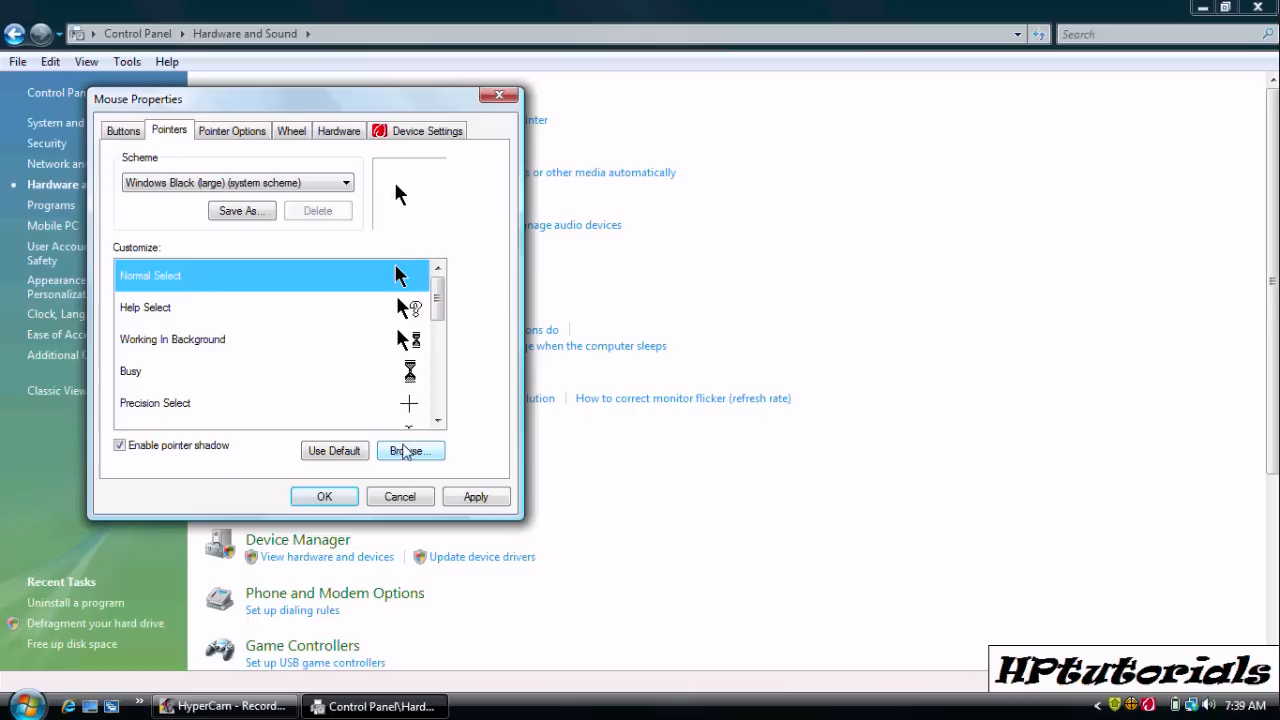 Control Panel
Hardware and Sound
Search
File
Edit
View
Tools
Help
Mouse Properties
Buttons
Pointers
Pointer Options
Wheel
Hardware
Device Settings
Scheme
Windows Black (large) (system scheme)
Save As...
Delete
Customize:
Normal Select
Help Select
Working In Background
Busy
Precision Select
Enable pointer shadow
Use Default
Browse...
OK
Cancel
Apply
Control Pan
System and
Security
Network an
Hardware a
Programs
Mobile PC
User Accou
Safety
Appearanc
Personaliza
Clock, Lang
Ease of Acce
Additional
Classic View
Recent Tasks
Uninstall a program
Defragment your hard drive
Free up disk space
inter
s or other media automatically
nage audio devices
ons do
e when the computer sleeps
olution
How to correct monitor flicker (refresh rate)
Device Manager
View hardware and devices
Update device drivers
Phone and Modem Options
Set up dialing rules
Game Controllers
Set up USB game controllers
HPtutorials
HyperCam - Record...
Control Panel\Hard...
7:39 AM